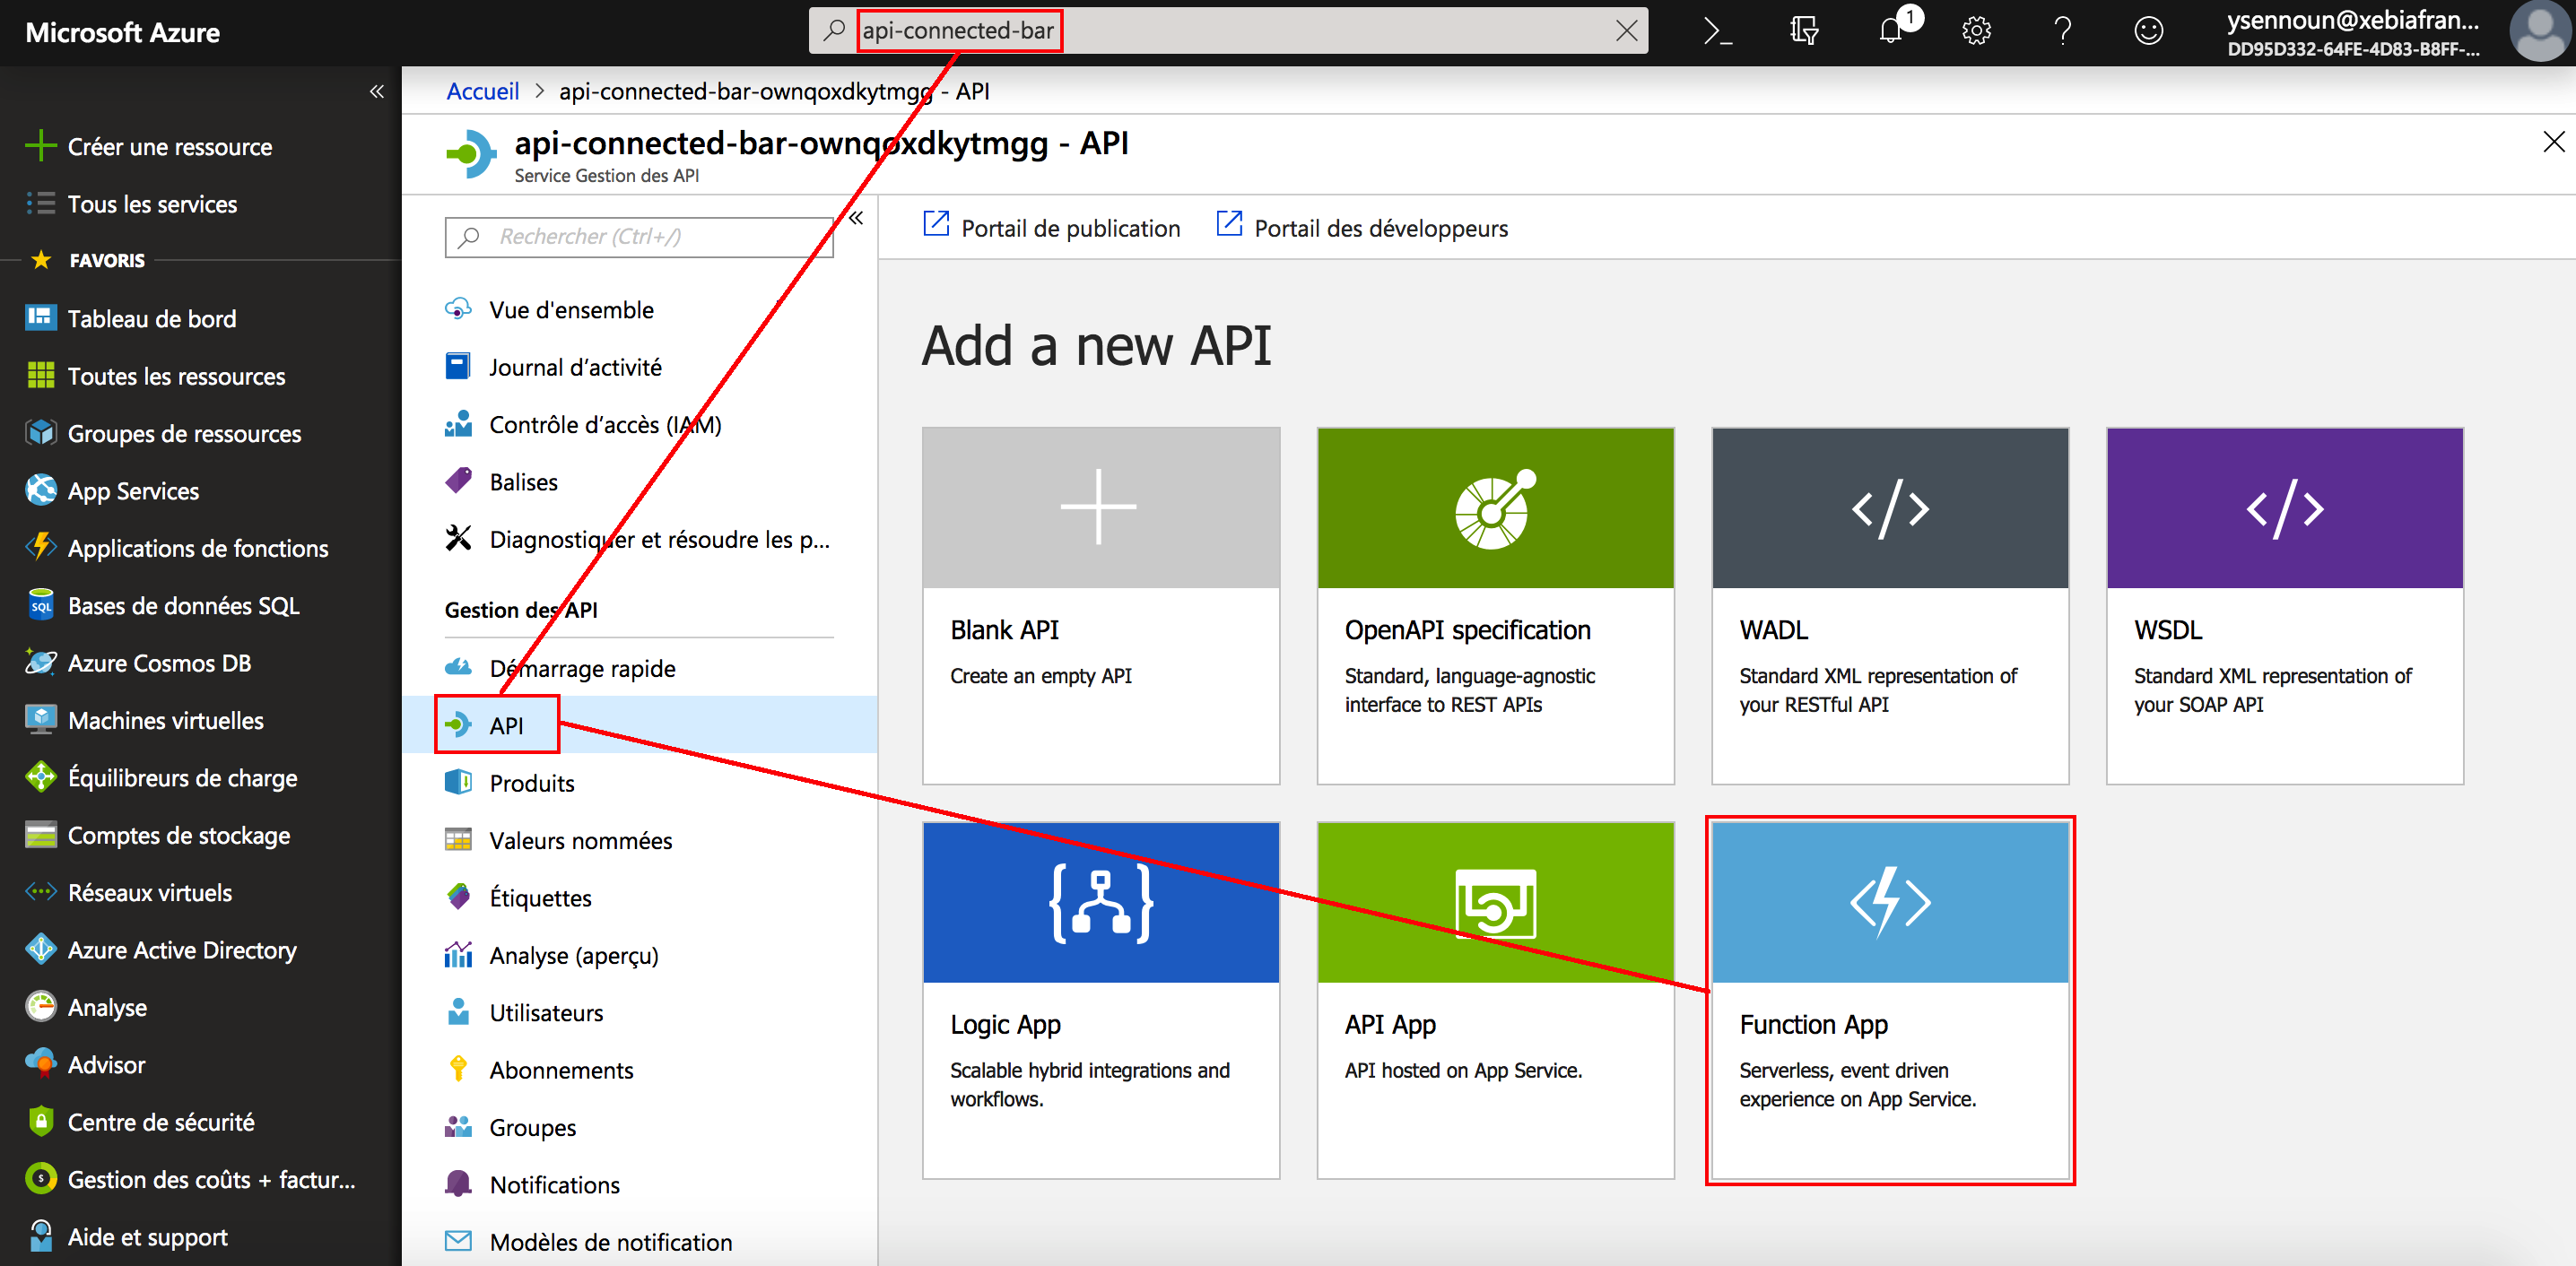 Microsoft Azure
api-connected-bar
1
ysennoun@xebiafran...
DD95D332-64FE-4D83-B8FF-...
Accueil > api-connected-bar-ownqoxdkytmgg - API
api-connected-bar-ownqoxdkytmgg - API
Service Gestion des API
Créer une ressource
Tous les services
FAVORIS
Tableau de bord
Toutes les ressources
Groupes de ressources
App Services
Applications de fonctions
Bases de données SQL
Azure Cosmos DB
Machines virtuelles
Équilibreurs de charge
Comptes de stockage
Réseaux virtuels
Azure Active Directory
Analyse
Advisor
Centre de sécurité
Gestion des coûts + factur...
Aide et support
Rechercher (Ctrl+/)
Vue d'ensemble
Journal d’activité
Contrôle d’accès (IAM)
Balises
Diagnostiquer et résoudre les p...
Gestion des API
Démarrage rapide
API
Produits
Valeurs nommées
Étiquettes
Analyse (aperçu)
Utilisateurs
Abonnements
Groupes
Notifications
Modèles de notification
Portail de publication
Portail des développeurs
Add a new API
Blank API
Create an empty API
OpenAPI specification
Standard, language-agnostic
interface to REST APIs
WADL
Standard XML representation of
your RESTful API
WSDL
Standard XML representation of
your SOAP API
Logic App
Scalable hybrid integrations and
workflows.
API App
API hosted on App Service.
Function App
Serverless, event driven
experience on App Service.